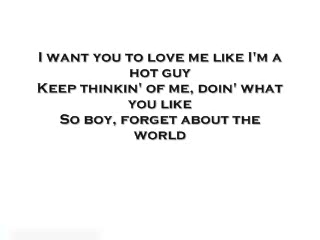 I want you to love me like I'm a
hot guy
Keep thinkin' of me, doin' what
you like
So boy, forget about the
world